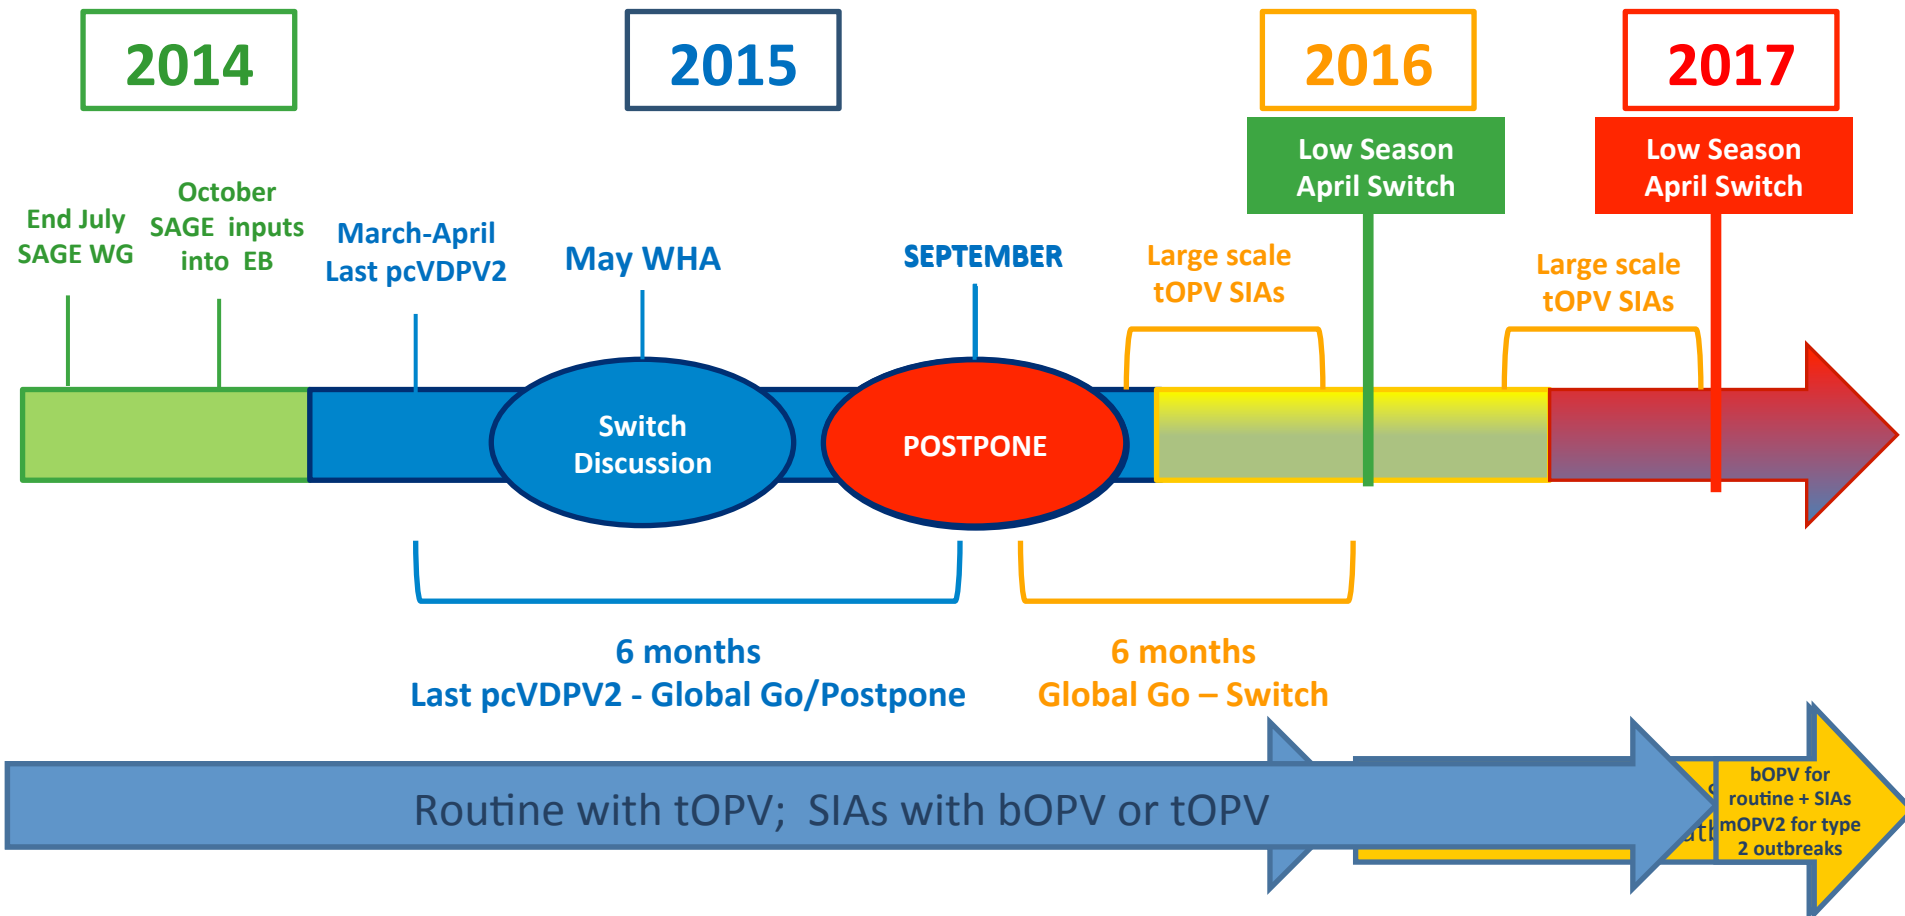 2014
2015
2016
2017
Low Season
April Switch
Low Season
April Switch
End July
SAGE WG
October
SAGE inputs
into EB
March-April
Last pcVDPV2
May WHA
SEPTEMBER
Large scale
tOPV SIAs
Large scale
tOPV SIAs
Switch
Discussion
POSTPONE
6 months
Last pcVDPV2 - Global Go/Postpone
6 months
Global Go – Switch
Routine with tOPV; SIAs with bOPV or tOPV
bOPV for
routine + SIAs
mOPV2 for type
2 outbreaks